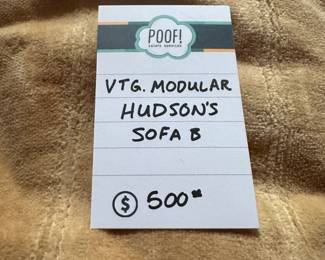 POOF!
ESTATE SERVICES
VTG. MODULAR
HUDSON'S
SOFA B
$ 500